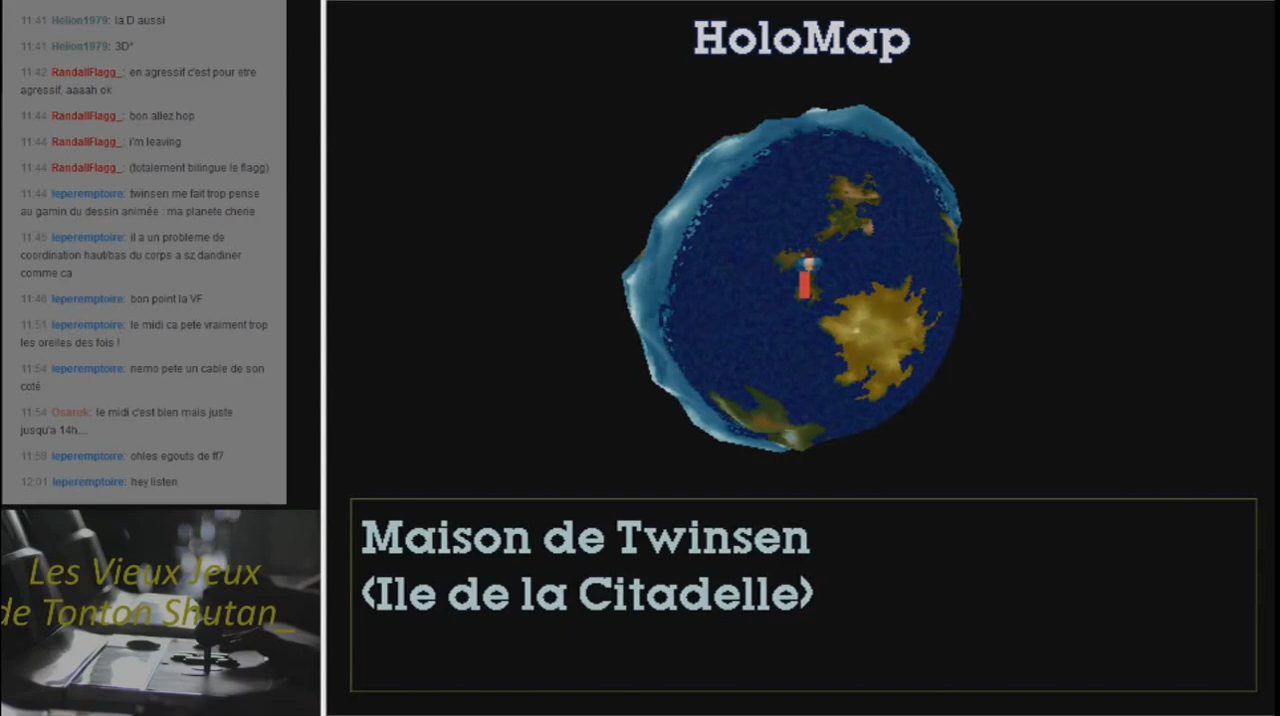 11:41 Helion1979: la D aussi
11:41 Helion1979: 3D*
11:42 RandallFlagg_: en agressif c'est pour etre
agressif, aaaah ok
11:44 RandallFlagg_: bon allez hop
11:44 RandallFlagg_: i'm leaving
11:44 RandallFlagg_: (totalement bilingue le flagg)
11:44 leperemptoire: twinsen me fait trop pense
au gamin du dessin animée : ma planete cherie
11:45 leperemptoire: il a un probleme de
coordination haut/bas du corps a sz dandiner
comme ca
11:46 leperemptoire: bon point la VF
11:51 leperemptoire: le midi ca pete vraiment trop
les oreiles des fois !
11:54 leperemptoire: nemo pete un cable de son
coté
11:54 Osarek: le midi c'est bien mais juste
jusqu'a 14h....
11:58 leperemptoire: ohles egouts de ff7
12:01 leperemptoire: hey listen
Les Vieux Jeux
de Tonton Shutan_
HoloMap
Maison de Twinsen
(Ile de la Citadelle)